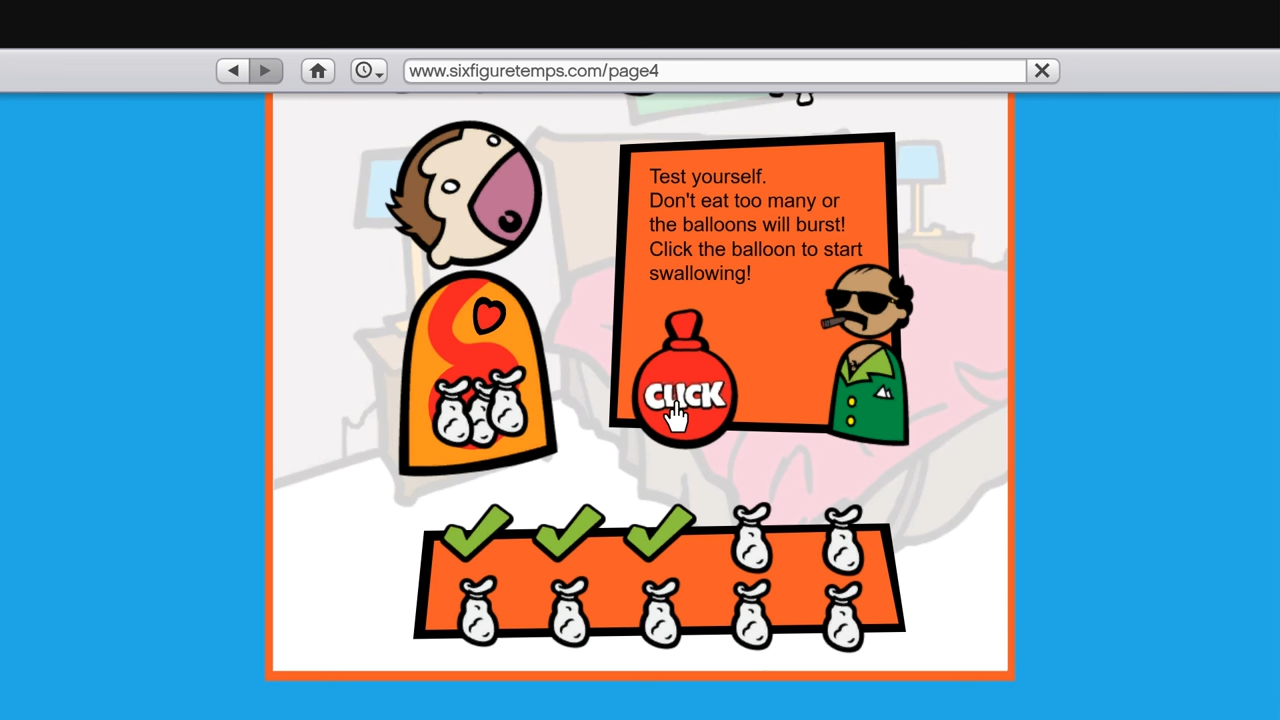 www.sixfiguretemps.com/page4
Test yourself.
Don't eat too many or
the balloons will burst!
Click the balloon to start
swallowing!
CLICK